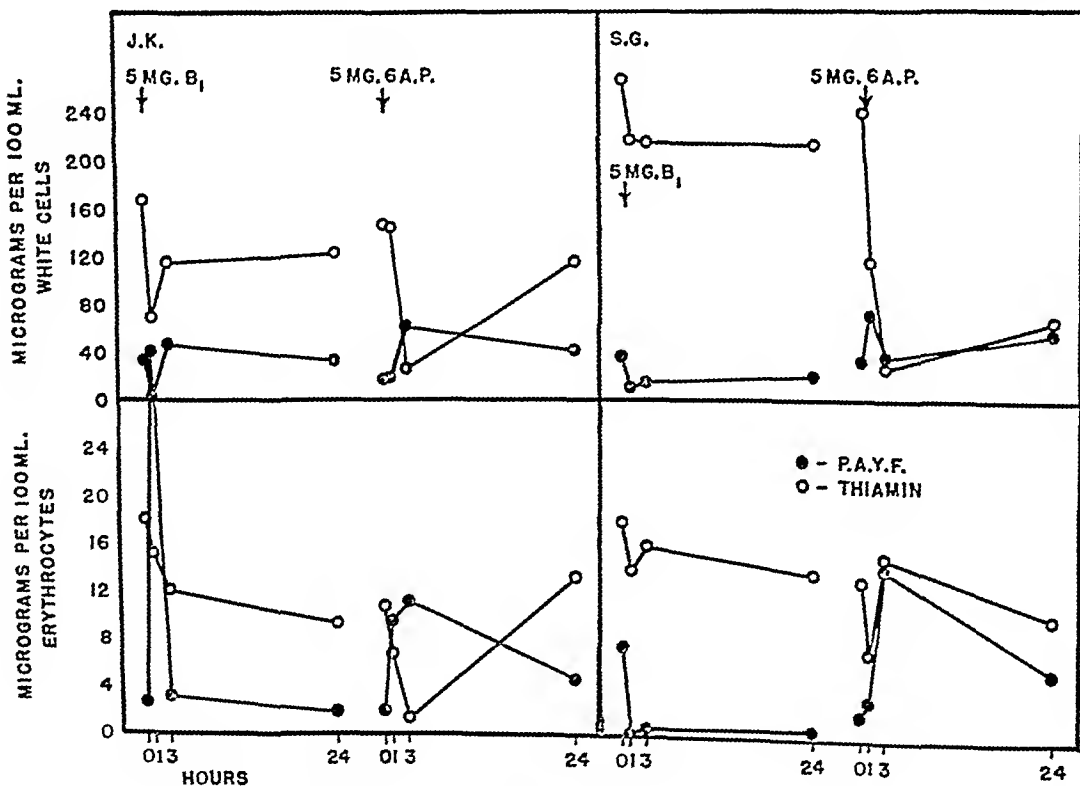 J.K.
5 MG. B1
5 MG. 6 A.P.
S.G.
5 MG. 6 A.P.
5 MG. B1
MICROGRAMS PER 100 ML.
WHITE CELLS
240
200
160
120
80
40
0
MICROGRAMS PER 100 ML.
ERYTHROCYTES
24
20
16
12
8
4
0
● - P.A.Y.F.
○ - THIAMIN
0 1 3 24 0 1 3 24 0 1 3 24 0 1 3 24
HOURS